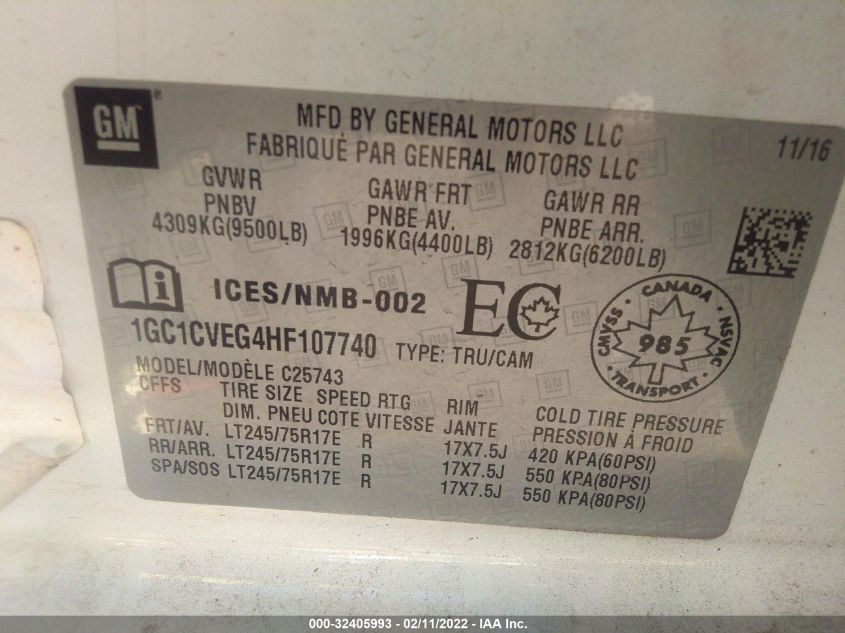 GM ®
MFD BY GENERAL MOTORS LLC
11/16
FABRIQUÉ PAR GENERAL MOTORS LLC
GVWR GAWR FRT GAWR RR
PNBV PNBE AV. PNBE ARR.
4309KG(9500LB) 1996KG(4400LB) 2812KG(6200LB)
i ICES/NMB-002 EC
CANADA CMVSS NSVAC 985 TRANSPORT
1GC1CVEG4HF107740 TYPE: TRU/CAM
MODEL/MODÈLE C25743
CFFS TIRE SIZE SPEED RTG RIM COLD TIRE PRESSURE
DIM. PNEU COTE VITESSE JANTE PRESSION À FROID
FRT/AV. LT245/75R17E R 17X7.5J 420 KPA(60PSI)
RR/ARR. LT245/75R17E R 17X7.5J 550 KPA(80PSI)
SPA/SOS LT245/75R17E R 17X7.5J 550 KPA(80PSI)
000-32405993 - 02/11/2022 - IAA Inc.